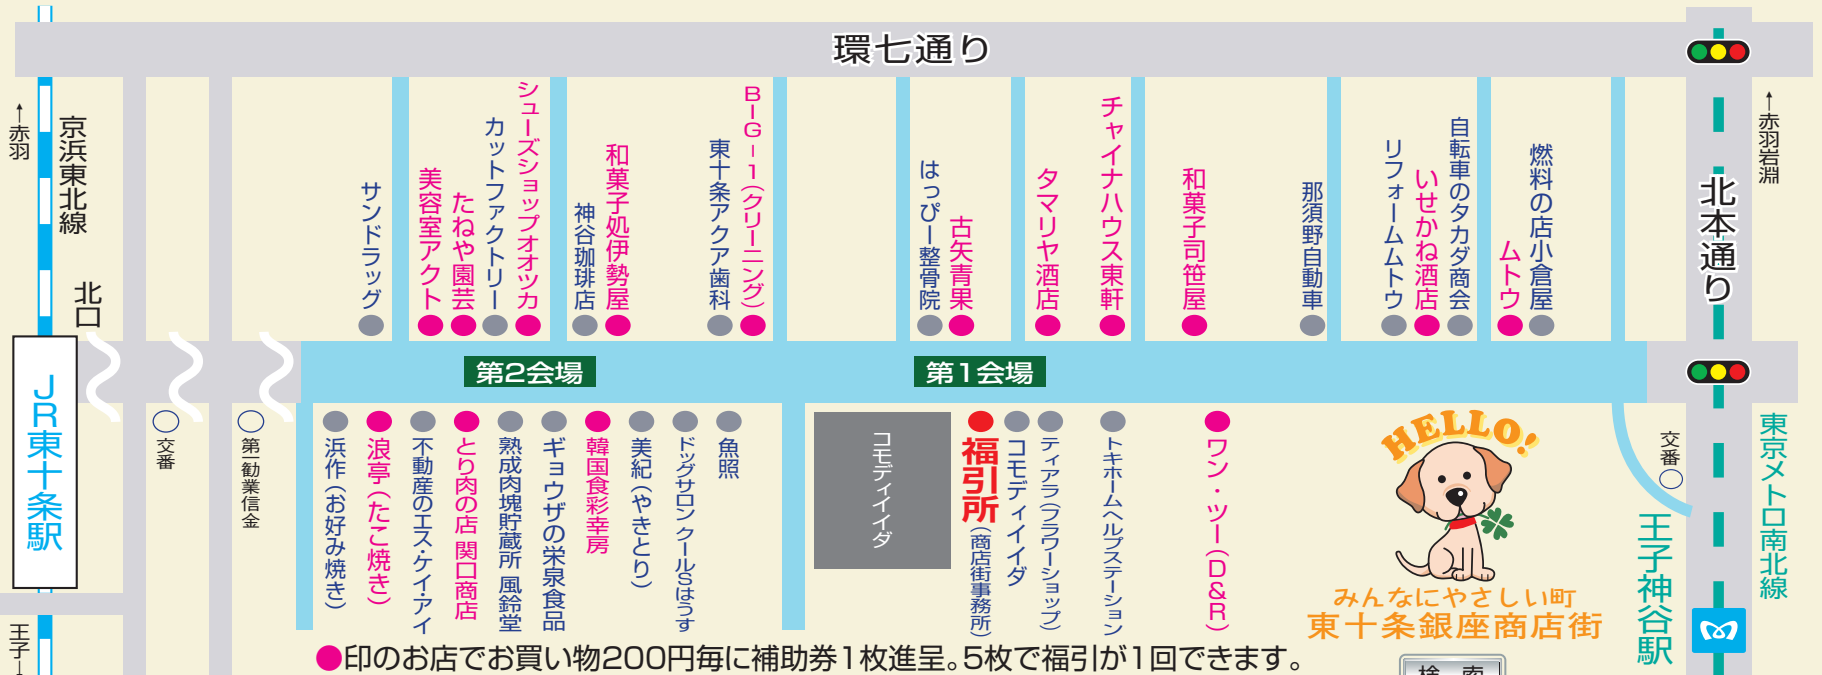 環七通り
←赤羽
京浜東北線
北口
JR東十条駅
王子→
サンドラッグ
美容室アクト
たねや園芸
カットファクトリー
シューズショップオオツカ
神谷珈琲店
和菓子処伊勢屋
東十条アクア歯科
BIG-1(クリーニング)
はっぴー整骨院
古矢青果
タマリヤ酒店
チャイナハウス東軒
和菓子司笹屋
那須野自動車
リフォームムトウ
いせかね酒店
自転車のタカダ商会
ムトウ
燃料の店小倉屋
北本通り
←赤羽岩淵
第2会場
第1会場
交番
第一勧業信金
浜作(お好み焼き)
浪亭(たこ焼き)
不動産のエス・ケイ・アイ
とり肉の店 関口商店
熟成肉塊貯蔵所 風鈴堂
ギョウザの栄泉食品
韓国食彩幸房
美紀(やきとり)
ドッグサロン クールSはうす
魚照
コモディイイダ
福引所(商店街事務所)
コモディイイダ
ティアラ(フラワーショップ)
トキホームヘルプステーション
ワン・ツー(D&R)
HELLO!
みんなにやさしい町
東十条銀座商店街
検 索
交番
王子神谷駅
東京メトロ南北線
●印のお店でお買い物200円毎に補助券1枚進呈。5枚で福引が1回できます。